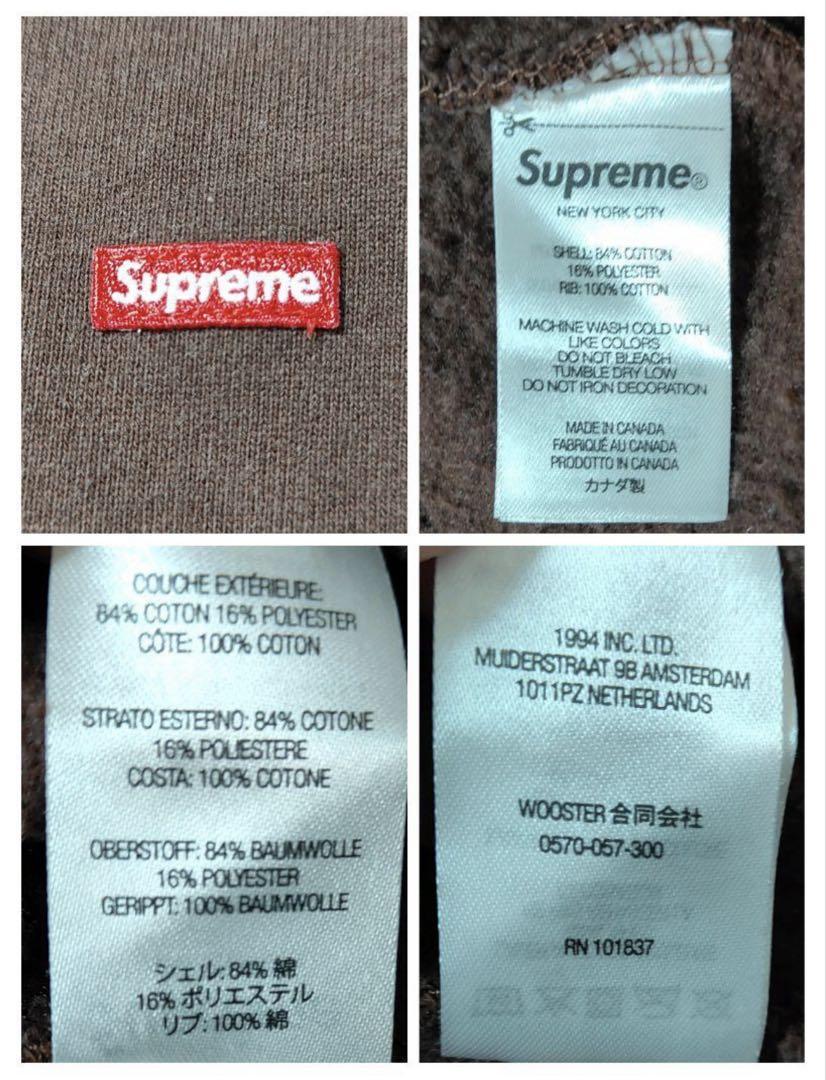 Supreme
Supreme®
NEW YORK CITY
SHELL: 84% COTTON
16% POLYESTER
RIB: 100% COTTON
MACHINE WASH COLD WITH
LIKE COLORS
DO NOT BLEACH
TUMBLE DRY LOW
DO NOT IRON DECORATION
MADE IN CANADA
FABRIQUÉ AU CANADA
PRODOTTO IN CANADA
カナダ製
COUCHE EXTÉRIEURE:
84% COTON 16% POLYESTER
CÔTE: 100% COTON
STRATO ESTERNO: 84% COTONE
16% POLIESTERE
COSTA: 100% COTONE
OBERSTOFF: 84% BAUMWOLLE
16% POLYESTER
GERIPPT: 100% BAUMWOLLE
シェル: 84% 綿
16% ポリエステル
リブ: 100% 綿
1994 INC. LTD.
MUIDERSTRAAT 9B AMSTERDAM
1011PZ NETHERLANDS
WOOSTER 合同会社
0570-057-300
RN 101837